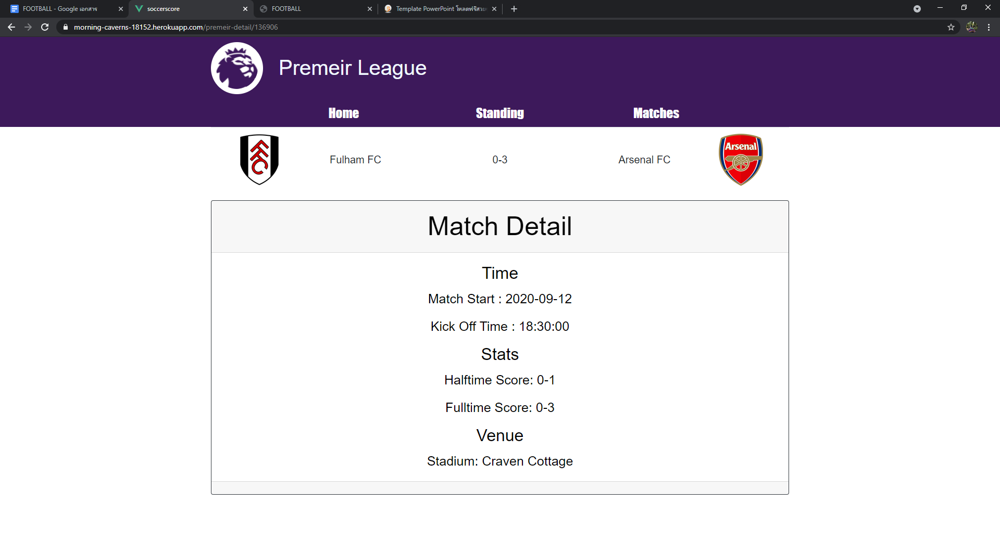 FOOTBALL - Google เอกสาร
soccerscore
FOOTBALL
Template PowerPoint โหลดฟรีสวย
morning-caverns-18152.herokuapp.com/premeir-detail/136906
Premeir League
Home Standing Matches
FFC
Fulham FC 0-3 Arsenal FC
Arsenal
Match Detail
Time
Match Start : 2020-09-12
Kick Off Time : 18:30:00
Stats
Halftime Score: 0-1
Fulltime Score: 0-3
Venue
Stadium: Craven Cottage